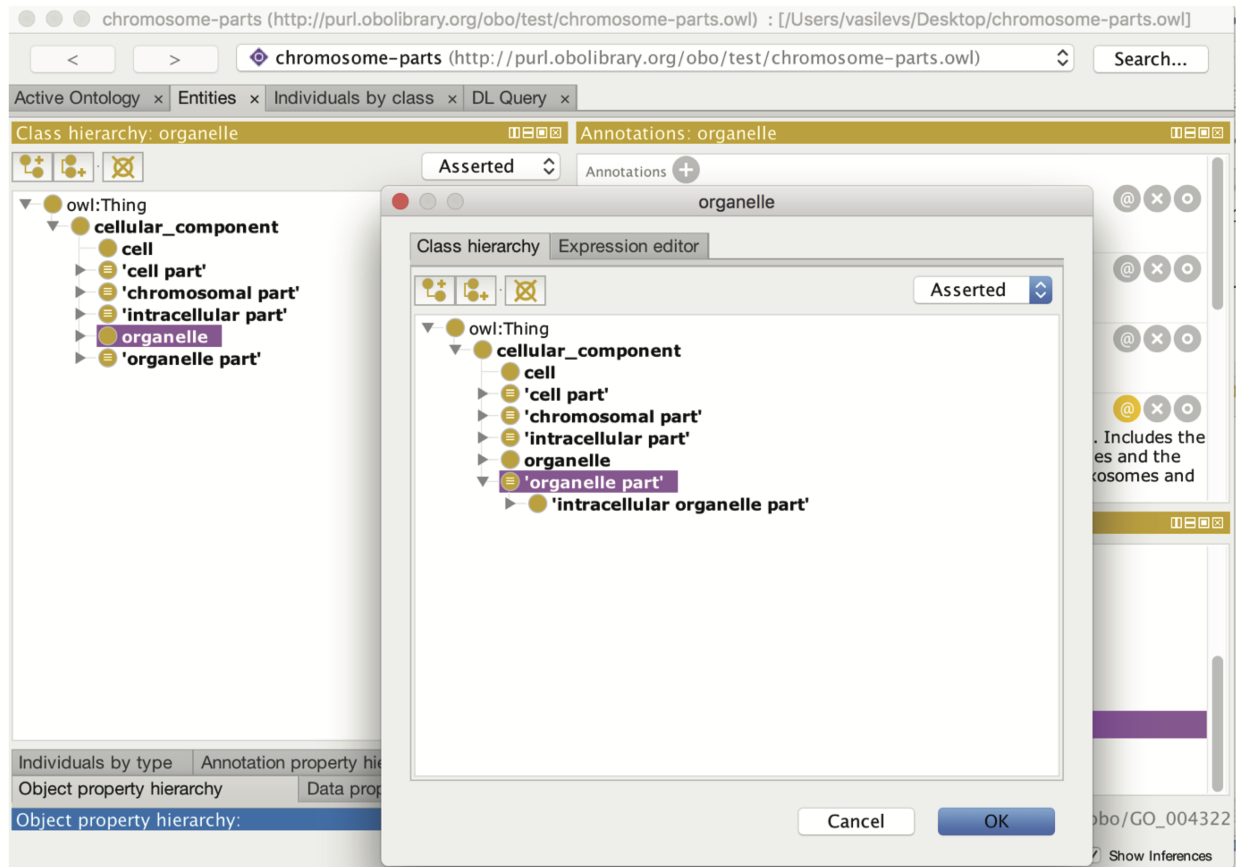 chromosome-parts (http://purl.obolibrary.org/obo/test/chromosome-parts.owl) : [/Users/vasilevs/Desktop/chromosome-parts.owl]
< > chromosome-parts (http://purl.obolibrary.org/obo/test/chromosome-parts.owl) Search...
Active Ontology × Entities × Individuals by class × DL Query ×
Class hierarchy: organelle
Asserted
owl:Thing
cellular_component
cell
'cell part'
'chromosomal part'
'intracellular part'
organelle
'organelle part'
Individuals by type Annotation property hie
Object property hierarchy Data prop
Object property hierarchy:
Annotations: organelle
Annotations
. Includes the
es and the
xosomes and
organelle
Class hierarchy Expression editor
Asserted
owl:Thing
cellular_component
cell
'cell part'
'chromosomal part'
'intracellular part'
organelle
'organelle part'
'intracellular organelle part'
Cancel OK
obo/GO_004322
Show Inferences